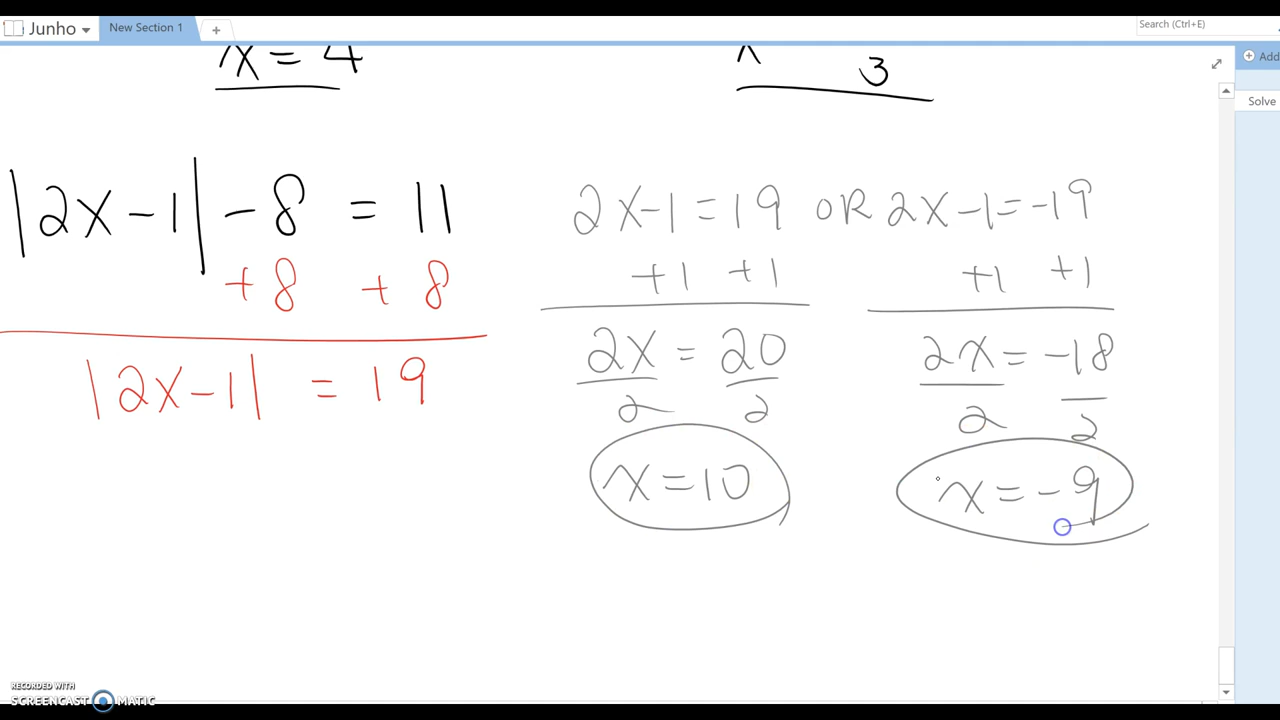 Junho
New Section 1
+
Search (Ctrl+E)
Add
Solve
x = 4
x 3
|2x-1| - 8 = 11
+8 +8
|2x-1| = 19
2x-1 = 19 OR 2x-1 = -19
+1 +1
2x = 20
2 2
x = 10
+1 +1
2x = -18
2 2
x = -9
RECORDED WITH
SCREENCAST MATIC